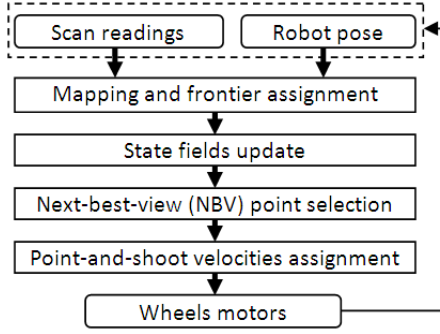 Scan readings
Robot pose
Mapping and frontier assignment
State fields update
Next-best-view (NBV) point selection
Point-and-shoot velocities assignment
Wheels motors